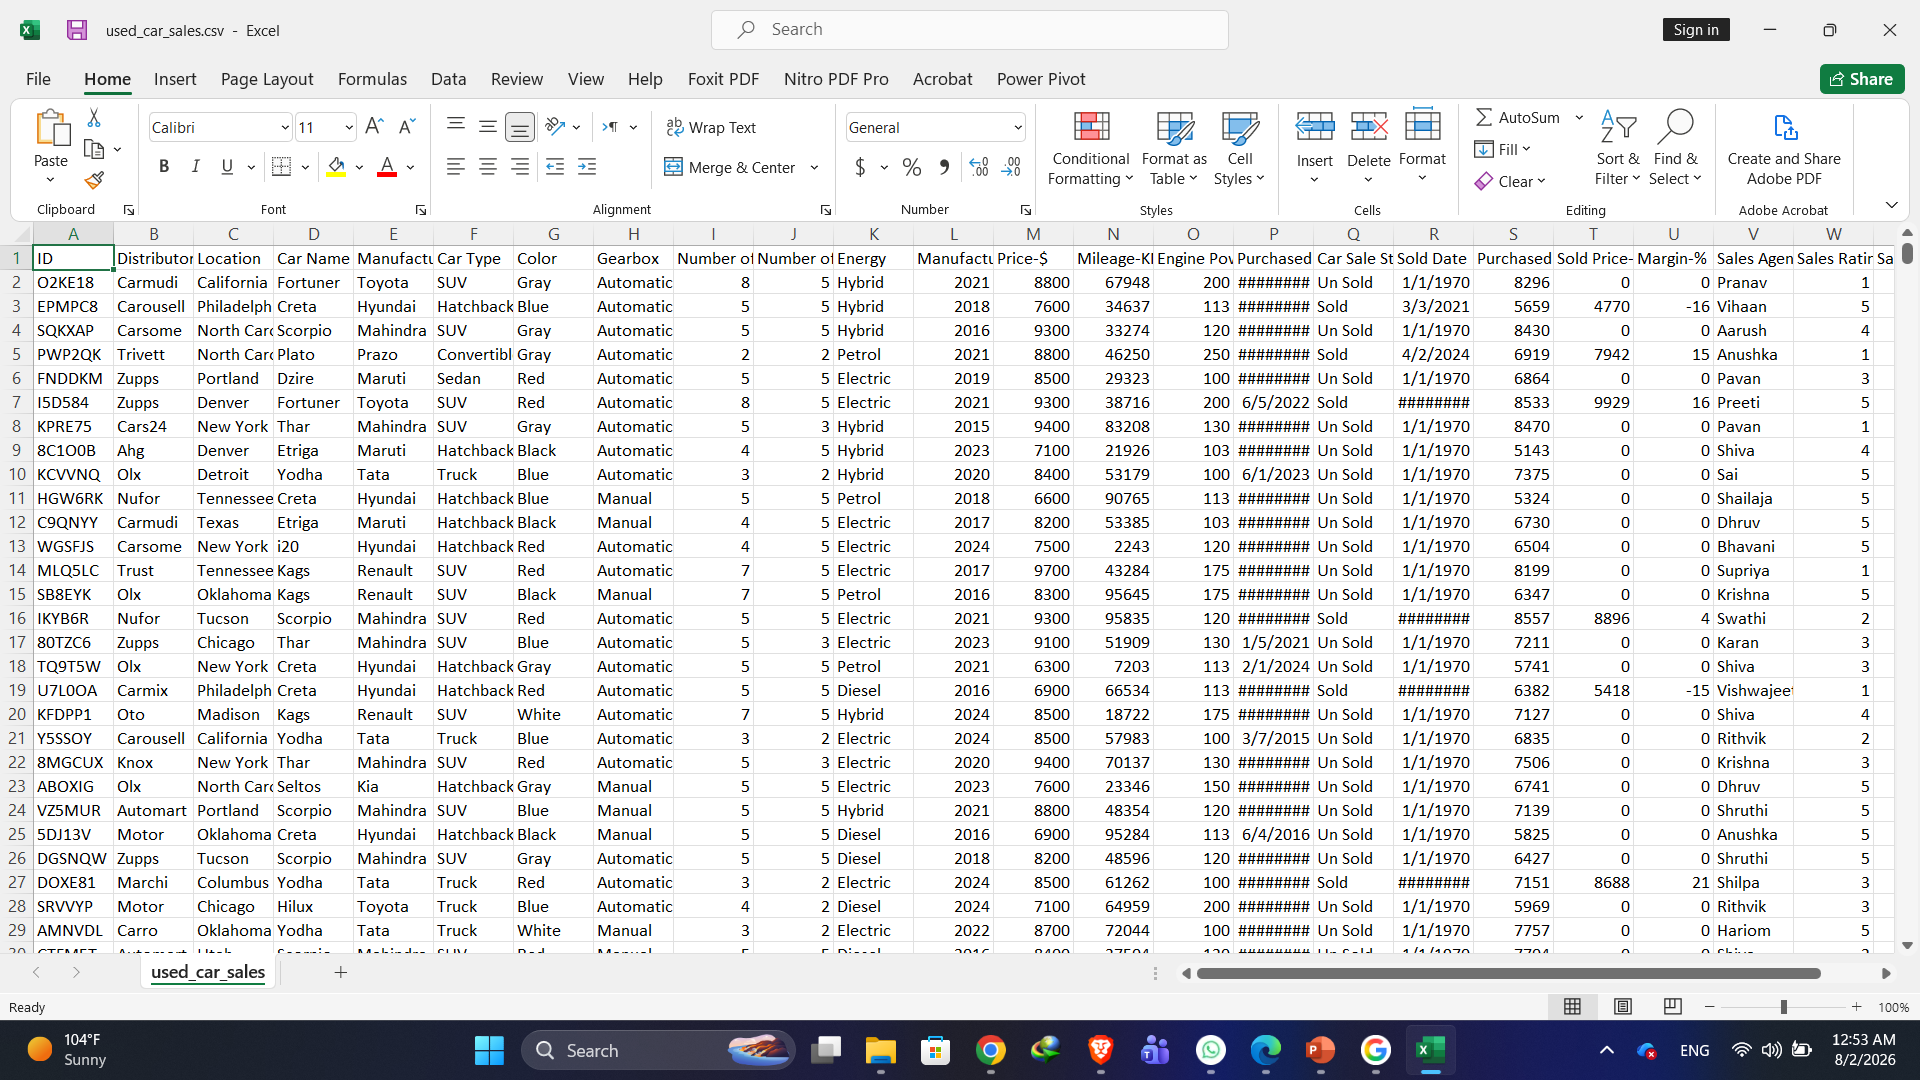 used_car_sales.csv - Excel
Search
Sign in
File Home Insert Page Layout Formulas Data Review View Help Foxit PDF Nitro PDF Pro Acrobat Power Pivot
Share
Paste
Clipboard
Calibri 11
B I U
Font
Wrap Text
Merge & Center
Alignment
General
$ % ,
Number
Conditional Formatting
Format as Table
Cell Styles
Styles
Insert
Delete
Format
Cells
AutoSum
Fill
Clear
Sort & Filter
Find & Select
Editing
Create and Share Adobe PDF
Adobe Acrobat
A B C D E F G H I J K L M N O P Q R S T U V W
1 ID Distributor Location Car Name Manufactu Car Type Color Gearbox Number of Number of Energy Manufactu Price-$ Mileage-KI Engine Pov Purchased Car Sale St Sold Date Purchased Sold Price- Margin-% Sales Agen Sales Ratin Sa
2 O2KE18 Carmudi California Fortuner Toyota SUV Gray Automatic 8 5 Hybrid 2021 8800 67948 200 ######## Un Sold 1/1/1970 8296 0 0 Pranav 1
3 EPMPC8 Carousell Philadelph Creta Hyundai Hatchback Blue Automatic 5 5 Hybrid 2018 7600 34637 113 ######## Sold 3/3/2021 5659 4770 -16 Vihaan 5
4 SQKXAP Carsome North Carc Scorpio Mahindra SUV Gray Automatic 5 5 Hybrid 2016 9300 33274 120 ######## Un Sold 1/1/1970 8430 0 0 Aarush 4
5 PWP2QK Trivett North Carc Plato Prazo Convertibl Gray Automatic 2 2 Petrol 2021 8800 46250 250 ######## Sold 4/2/2024 6919 7942 15 Anushka 1
6 FNDDKM Zupps Portland Dzire Maruti Sedan Red Automatic 5 5 Electric 2019 8500 29323 100 ######## Un Sold 1/1/1970 6864 0 0 Pavan 3
7 I5D584 Zupps Denver Fortuner Toyota SUV Red Automatic 8 5 Electric 2021 9300 38716 200 6/5/2022 Sold ######## 8533 9929 16 Preeti 5
8 KPRE75 Cars24 New York Thar Mahindra SUV Gray Automatic 5 3 Hybrid 2015 9400 83208 130 ######## Un Sold 1/1/1970 8470 0 0 Pavan 1
9 8C1O0B Ahg Denver Etriga Maruti Hatchback Black Automatic 4 5 Hybrid 2023 7100 21926 103 ######## Un Sold 1/1/1970 5143 0 0 Shiva 4
10 KCVVNQ Olx Detroit Yodha Tata Truck Blue Automatic 3 2 Hybrid 2020 8400 53179 100 6/1/2023 Un Sold 1/1/1970 7375 0 0 Sai 5
11 HGW6RK Nufor Tennessee Creta Hyundai Hatchback Blue Manual 5 5 Petrol 2018 6600 90765 113 ######## Un Sold 1/1/1970 5324 0 0 Shailaja 5
12 C9QNYY Carmudi Texas Etriga Maruti Hatchback Black Manual 4 5 Electric 2017 8200 53385 103 ######## Un Sold 1/1/1970 6730 0 0 Dhruv 5
13 WGSFJS Carsome New York i20 Hyundai Hatchback Red Automatic 4 5 Electric 2024 7500 2243 120 ######## Un Sold 1/1/1970 6504 0 0 Bhavani 5
14 MLQ5LC Trust Tennessee Kags Renault SUV Red Automatic 7 5 Electric 2017 9700 43284 175 ######## Un Sold 1/1/1970 8199 0 0 Supriya 1
15 SB8EYK Olx Oklahoma Kags Renault SUV Black Manual 7 5 Petrol 2016 8300 95645 175 ######## Un Sold 1/1/1970 6347 0 0 Krishna 5
16 IKYB6R Nufor Tucson Scorpio Mahindra SUV Red Automatic 5 5 Electric 2021 9300 95835 120 ######## Sold ######## 8557 8896 4 Swathi 2
17 80TZC6 Zupps Chicago Thar Mahindra SUV Blue Automatic 5 3 Electric 2023 9100 51909 130 1/5/2021 Un Sold 1/1/1970 7211 0 0 Karan 3
18 TQ9T5W Olx New York Creta Hyundai Hatchback Gray Automatic 5 5 Petrol 2021 6300 7203 113 2/1/2024 Un Sold 1/1/1970 5741 0 0 Shiva 3
19 U7L0OA Carmix Philadelph Creta Hyundai Hatchback Red Automatic 5 5 Diesel 2016 6900 66534 113 ######## Sold ######## 6382 5418 -15 Vishwajeet 1
20 KFDPP1 Oto Madison Kags Renault SUV White Automatic 7 5 Hybrid 2024 8500 18722 175 ######## Un Sold 1/1/1970 7127 0 0 Shiva 4
21 Y5SSOY Carousell California Yodha Tata Truck Blue Automatic 3 2 Electric 2024 8500 57983 100 3/7/2015 Un Sold 1/1/1970 6835 0 0 Rithvik 2
22 8MGCUX Knox New York Thar Mahindra SUV Red Automatic 5 3 Electric 2020 9400 70137 130 ######## Un Sold 1/1/1970 7506 0 0 Krishna 3
23 ABOXIG Olx North Carc Seltos Kia Hatchback Gray Manual 5 5 Electric 2023 7600 23346 150 ######## Un Sold 1/1/1970 6741 0 0 Dhruv 5
24 VZ5MUR Automart Portland Scorpio Mahindra SUV Blue Manual 5 5 Hybrid 2021 8800 48354 120 ######## Un Sold 1/1/1970 7139 0 0 Shruthi 5
25 5DJ13V Motor Oklahoma Creta Hyundai Hatchback Black Manual 5 5 Diesel 2016 6900 95284 113 6/4/2016 Un Sold 1/1/1970 5825 0 0 Anushka 5
26 DGSNQW Zupps Tucson Scorpio Mahindra SUV Gray Automatic 5 5 Diesel 2018 8200 48596 120 ######## Un Sold 1/1/1970 6427 0 0 Shruthi 5
27 DOXE81 Marchi Columbus Yodha Tata Truck Red Automatic 3 2 Electric 2024 8500 61262 100 ######## Sold ######## 7151 8688 21 Shilpa 3
28 SRVVYP Motor Chicago Hilux Toyota Truck Blue Automatic 4 2 Diesel 2024 7100 64959 200 ######## Un Sold 1/1/1970 5969 0 0 Rithvik 3
29 AMNVDL Carro Oklahoma Yodha Tata Truck White Manual 3 2 Electric 2022 8700 72044 100 ######## Un Sold 1/1/1970 7757 0 0 Hariom 5
used_car_sales
Ready
100%
104°F
Sunny
Search
ENG
12:53 AM
8/2/2026